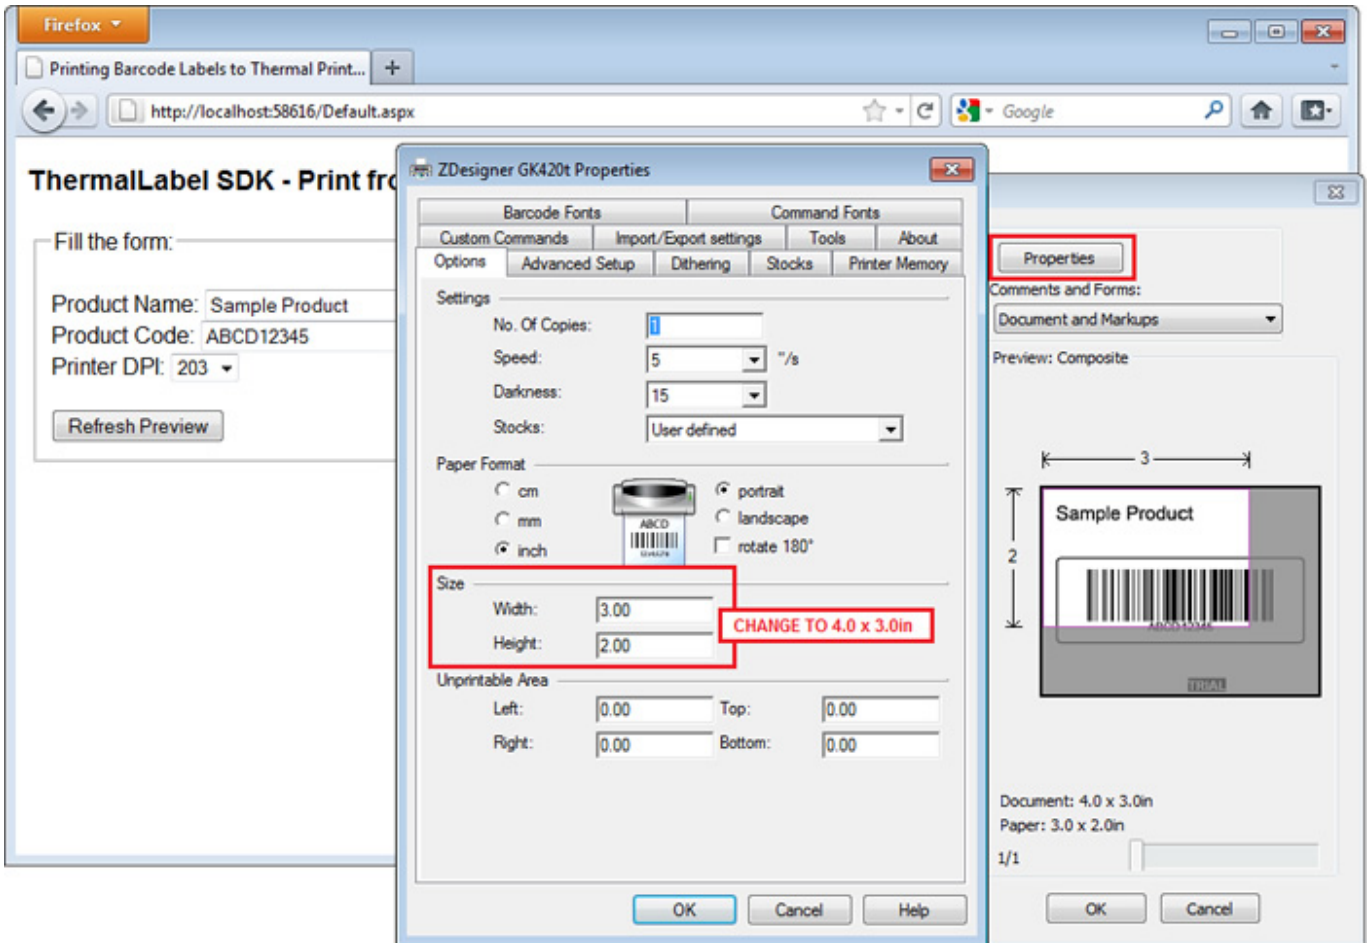 Firefox
Printing Barcode Labels to Thermal Print...
http://localhost:58616/Default.aspx
Google
ThermalLabel SDK - Print fro
Fill the form:
Product Name: Sample Product
Product Code: ABCD12345
Printer DPI: 203
Refresh Preview
ZDesigner GK420t Properties
Barcode Fonts Command Fonts
Custom Commands Import/Export settings Tools About
Options Advanced Setup Dithering Stocks Printer Memory
Settings
No. Of Copies: 1
Speed: 5 "/s
Darkness: 15
Stocks: User defined
Paper Format
cm portrait
mm landscape
inch rotate 180°
ABCD
Size
Width: 3.00
Height: 2.00
CHANGE TO 4.0 x 3.0in
Unprintable Area
Left: 0.00 Top: 0.00
Right: 0.00 Bottom: 0.00
OK Cancel Help
Properties
Comments and Forms:
Document and Markups
Preview: Composite
3
2
Sample Product
ABCD12345
TRIAL
Document: 4.0 x 3.0in
Paper: 3.0 x 2.0in
1/1
OK Cancel